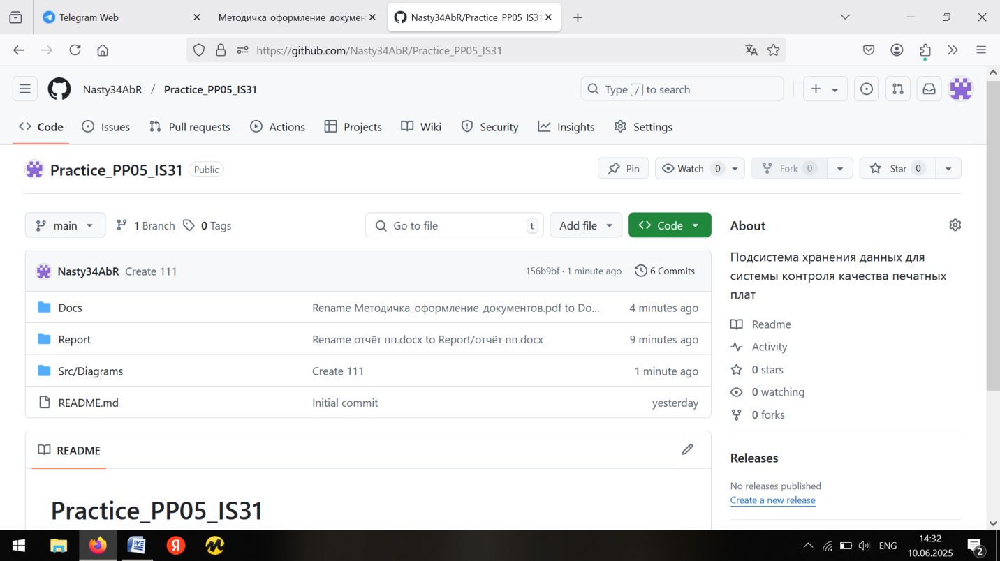 Telegram Web
Методичка_оформление_докумен
Nasty34AbR/Practice_PP05_IS31
https://github.com/Nasty34AbR/Practice_PP05_IS31
Nasty34AbR / Practice_PP05_IS31
Type / to search
Code
Issues
Pull requests
Actions
Projects
Wiki
Security
Insights
Settings
Practice_PP05_IS31 Public
Pin
Watch 0
Fork 0
Star 0
main
1 Branch
0 Tags
Go to file t
Add file
Code
Nasty34AbR Create 111 156b9bf · 1 minute ago 6 Commits
Docs Rename Методичка_оформление_документов.pdf to Do... 4 minutes ago
Report Rename отчёт пп.docx to Report/отчёт пп.docx 9 minutes ago
Src/Diagrams Create 111 1 minute ago
README.md Initial commit yesterday
README
Practice_PP05_IS31
About
Подсистема хранения данных для
системы контроля качества печатных
плат
Readme
Activity
0 stars
0 watching
0 forks
Releases
No releases published
Create a new release
W
Я
ENG
14:32
10.06.2025
2